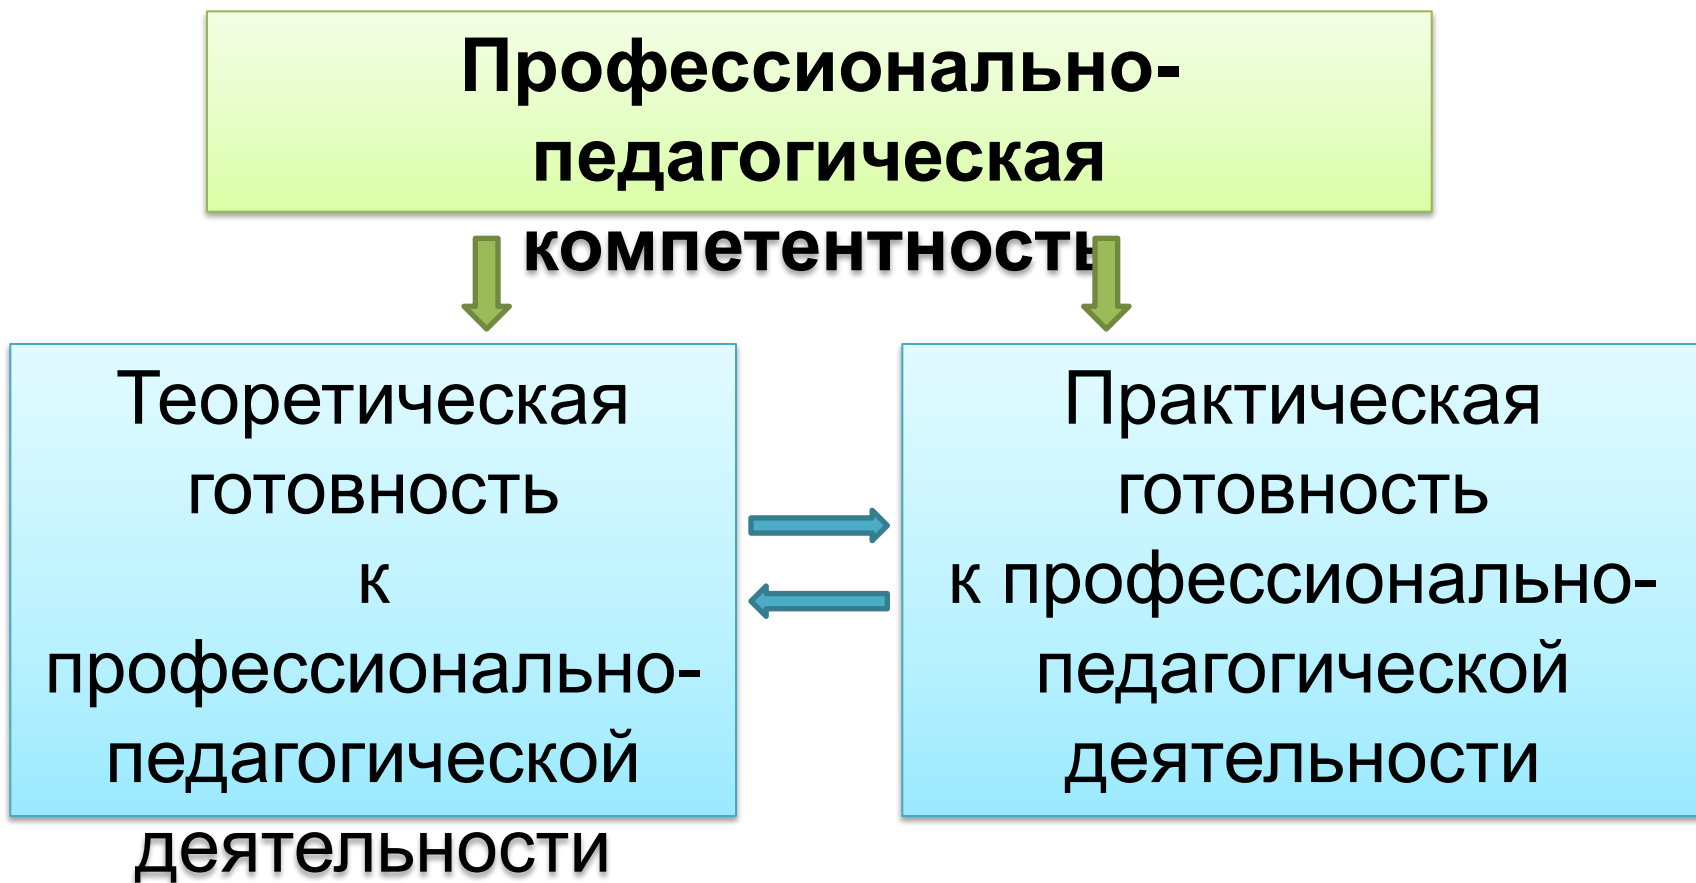 Профессионально-
педагогическая
компетентность
Теоретическая
готовность
к
профессионально-
педагогической
деятельности
Практическая
готовность
к профессионально-
педагогической
деятельности